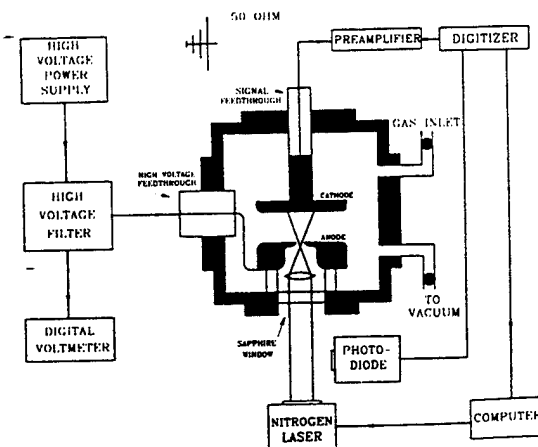 50 OHM
HIGH
VOLTAGE
POWER
SUPPLY
PREAMPLIFIER
DIGITIZER
SIGNAL
FEEDTHROUGH
GAS INLET
HIGH VOLTAGE
FEEDTHROUGH
HIGH
VOLTAGE
FILTER
CATHODE
ANODE
TO
VACUUM
DIGITAL
VOLTMETER
SAPPHIRE
WINDOW
PHOTO-
DIODE
NITROGEN
LASER
COMPUTER